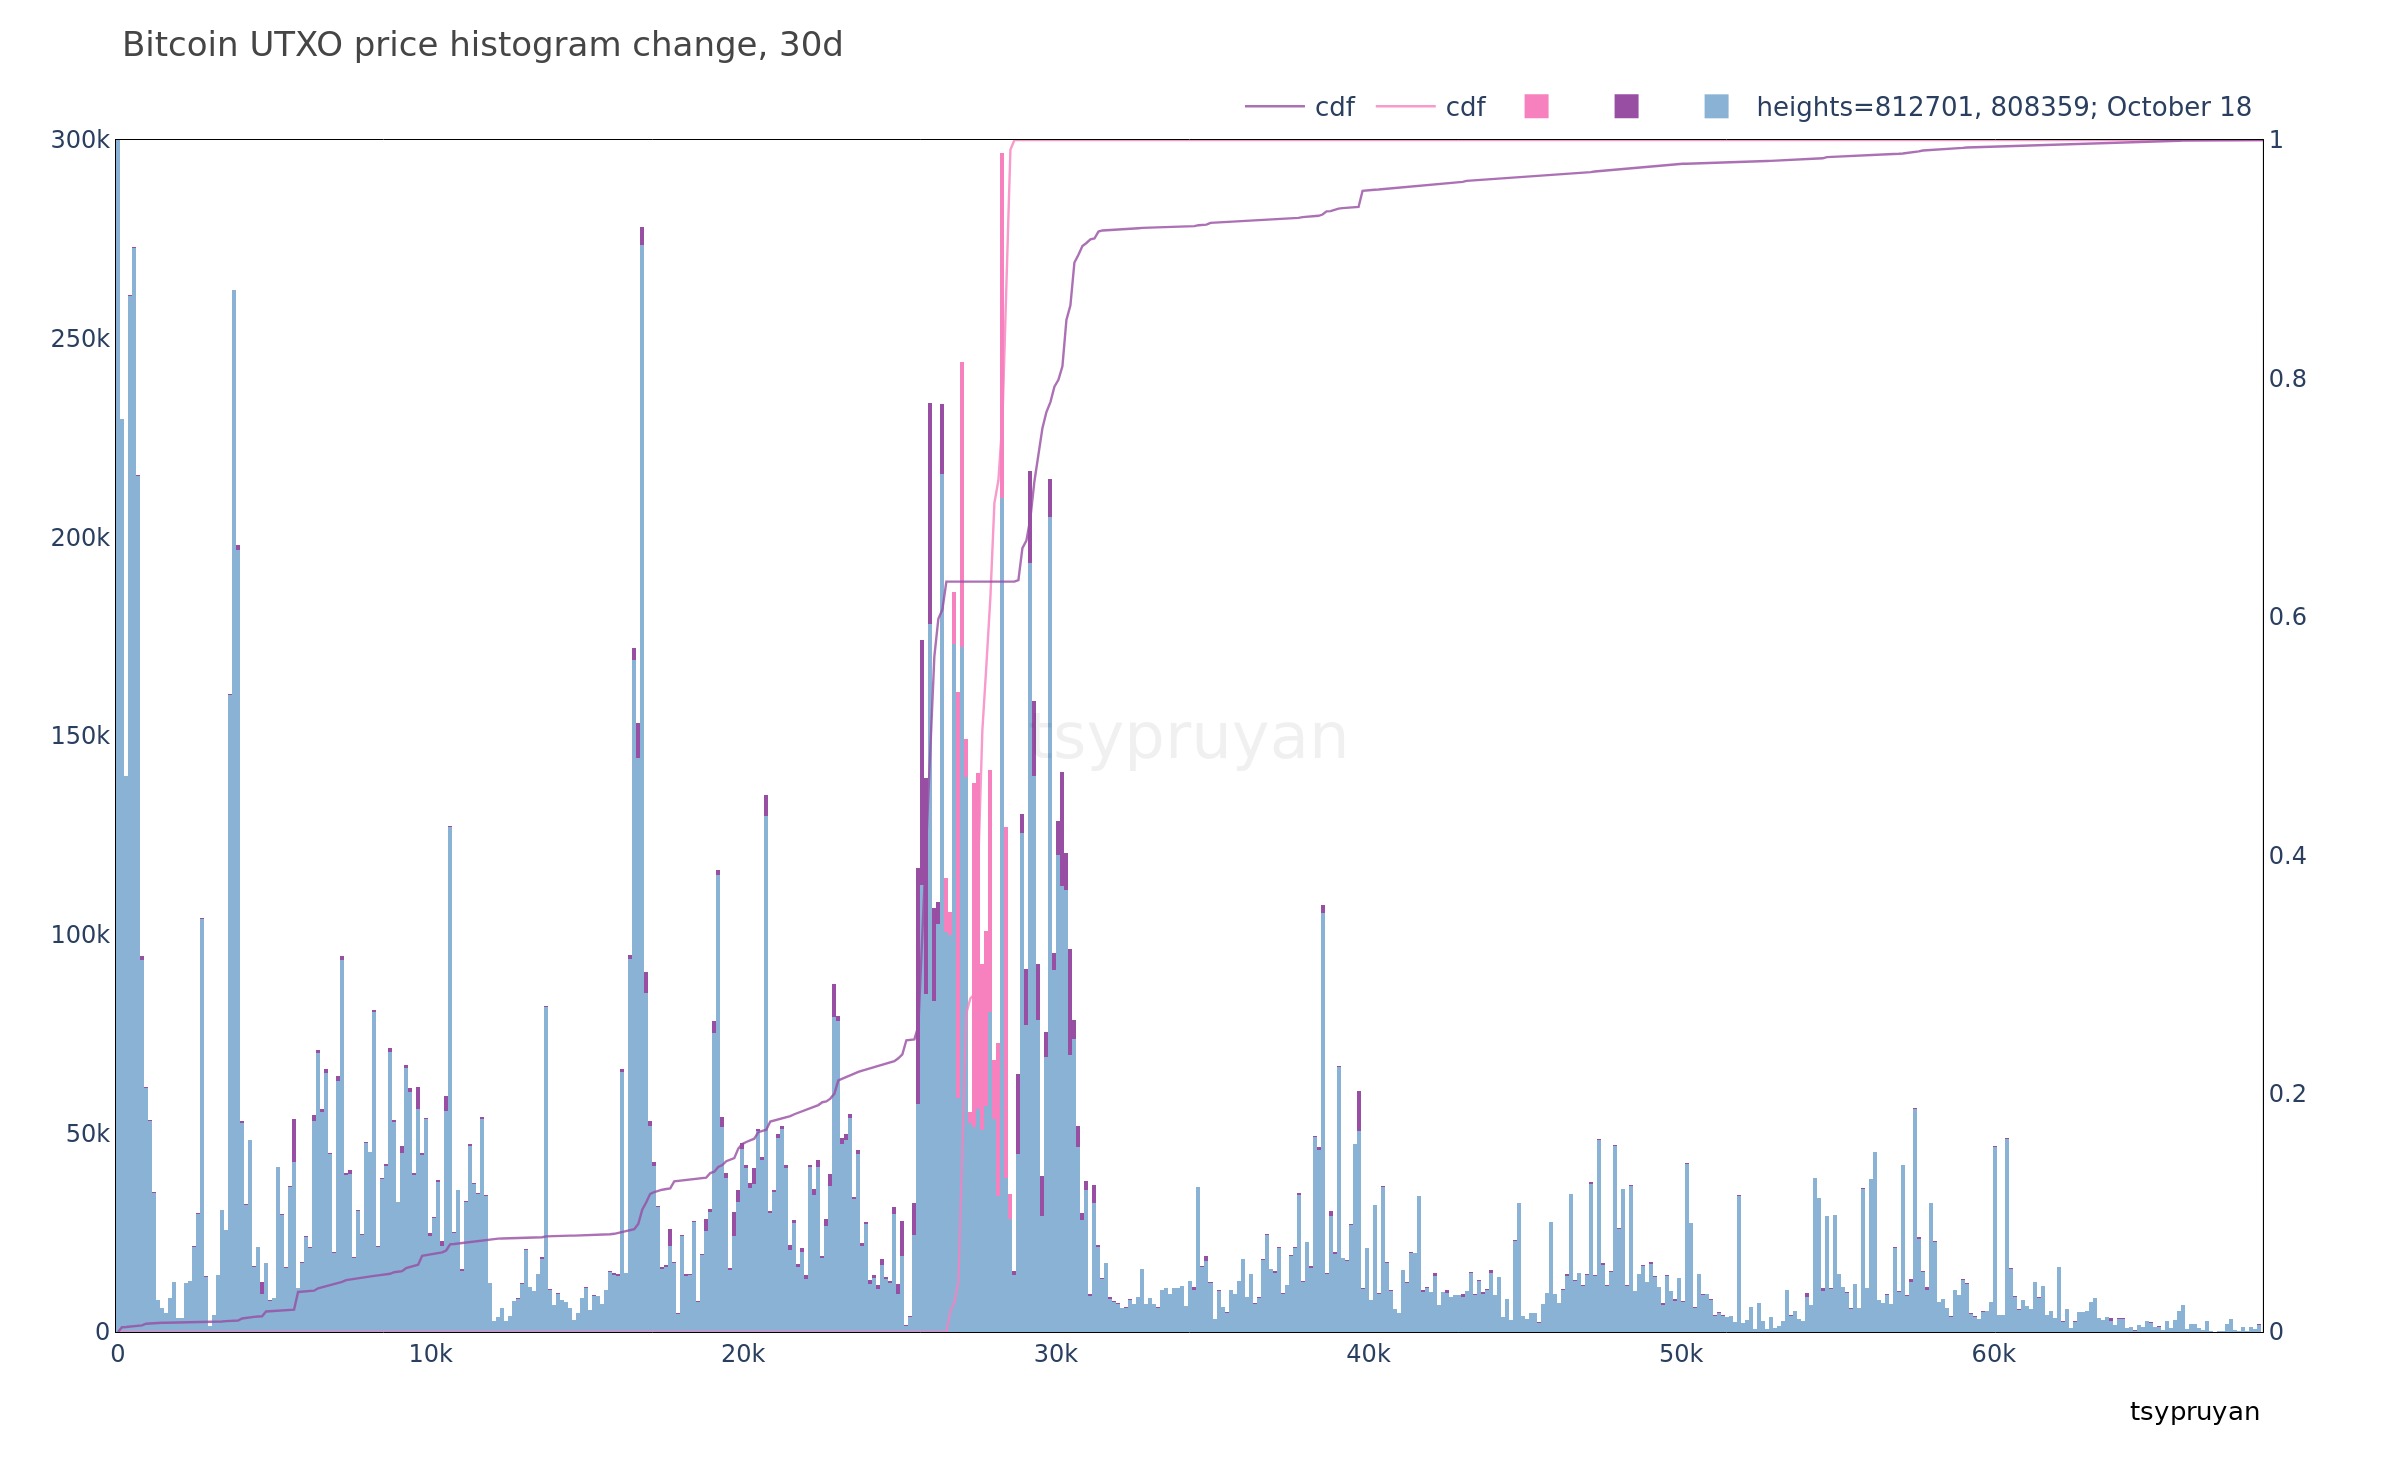 Bitcoin UTXO price histogram change, 30d
cdf cdf heights=812701, 808359; October 18
300k
250k
200k
150k
100k
50k
0
1
0.8
0.6
0.4
0.2
0
tsypruyan
0 10k 20k 30k 40k 50k 60k
tsypruyan